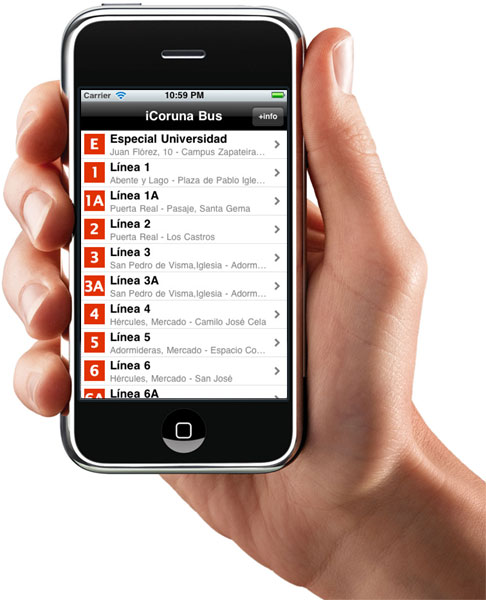 Carrier 10:59 PM
iCoruna Bus +info
E Especial Universidad
Juan Flórez, 10 - Campus Zapateira...
1 Línea 1
Abente y Lago - Plaza de Pablo Igle...
1A Línea 1A
Puerta Real - Pasaje, Santa Gema
2 Línea 2
Puerta Real - Los Castros
3 Línea 3
San Pedro de Visma,Iglesia - Adorm...
3A Línea 3A
San Pedro de Visma,Iglesia - Adorm...
4 Línea 4
Hércules, Mercado - Camilo José Cela
5 Línea 5
Adormideras, Mercado - Espacio Co...
6 Línea 6
Hércules, Mercado - San José
6A Línea 6A